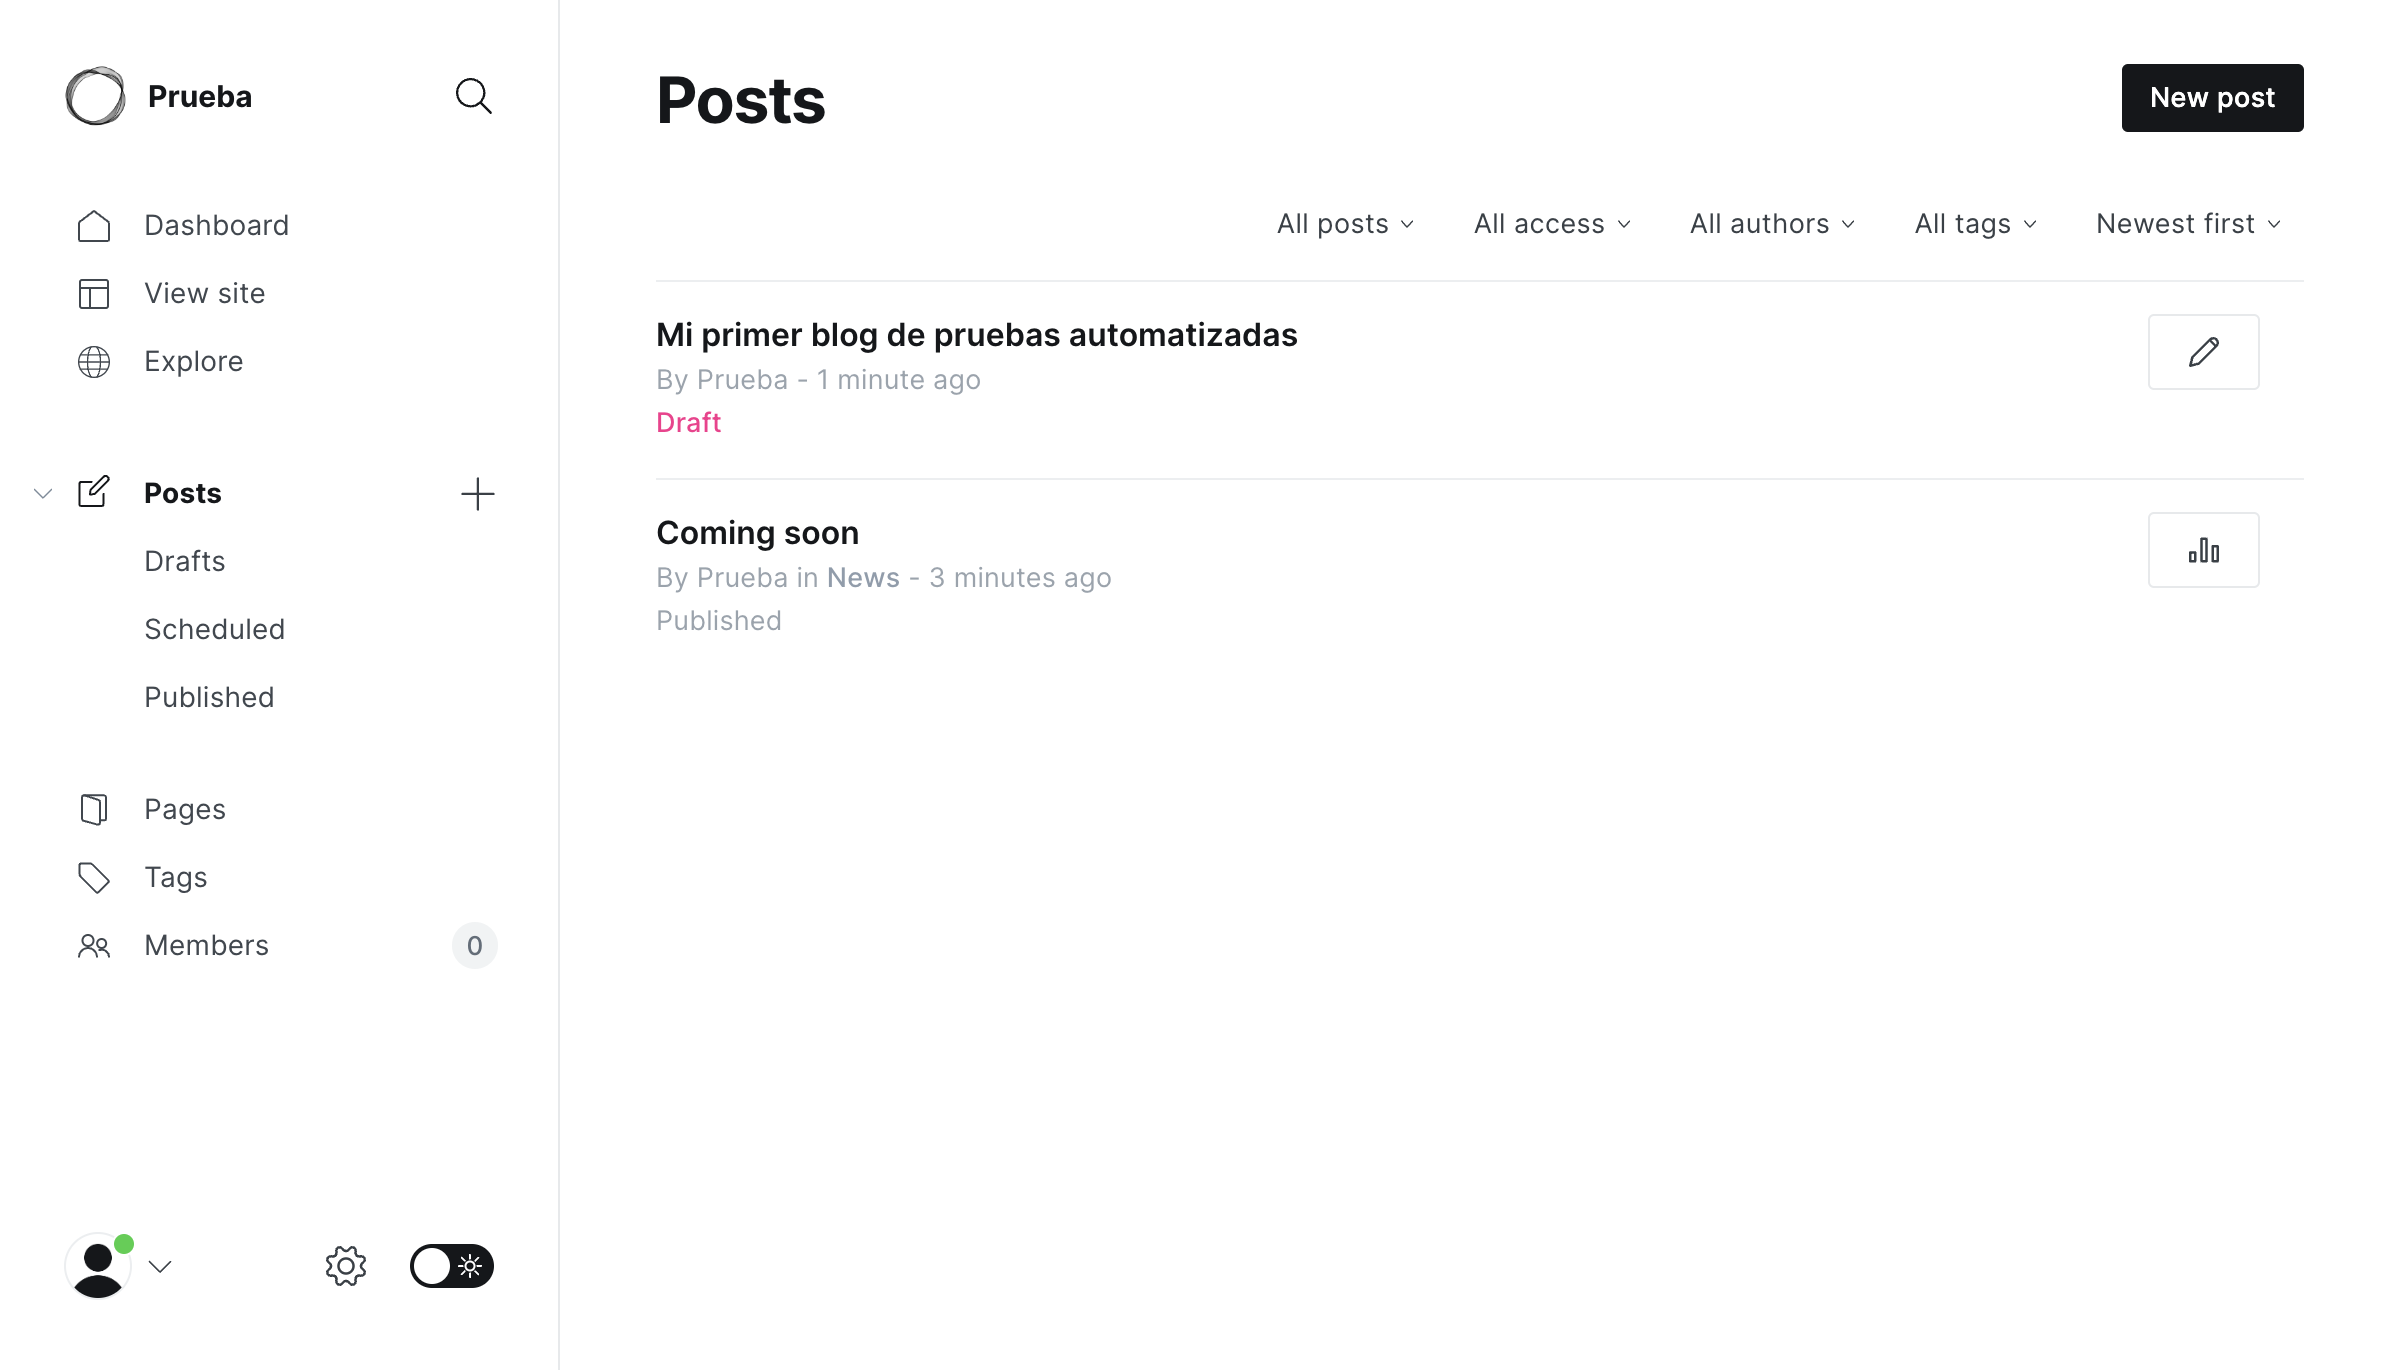 Prueba
Dashboard
View site
Explore
Posts
Drafts
Scheduled
Published
Pages
Tags
Members
0
Posts
New post
All posts
All access
All authors
All tags
Newest first
Mi primer blog de pruebas automatizadas
By Prueba - 1 minute ago
Draft
Coming soon
By Prueba in News - 3 minutes ago
Published